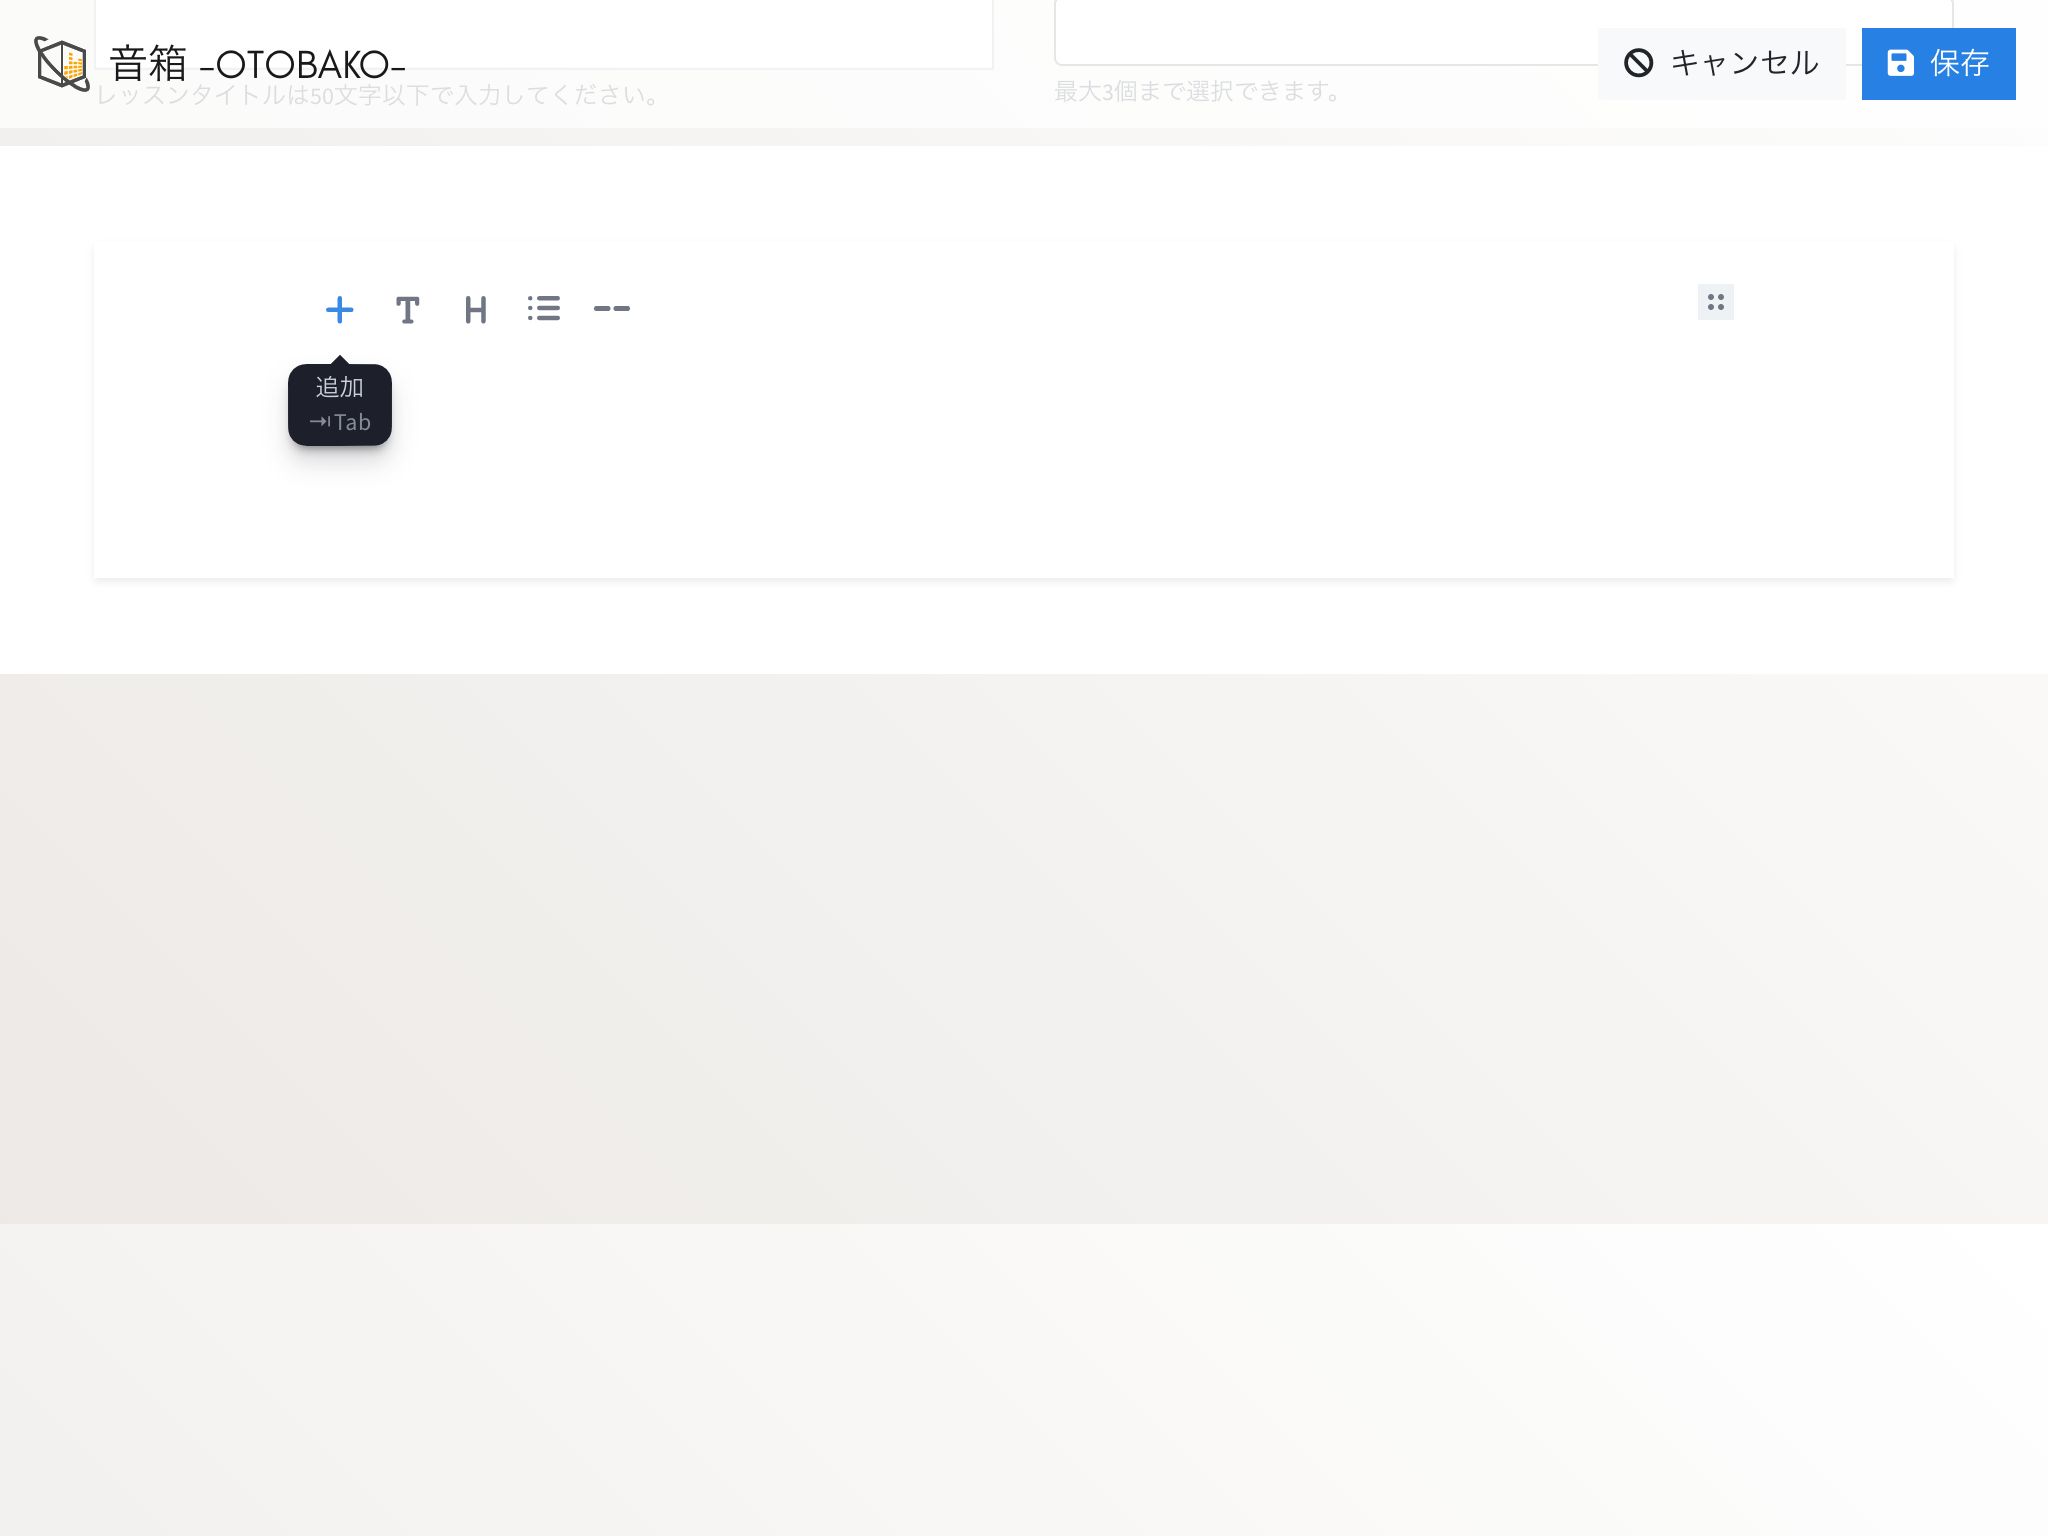 音箱 -OTOBAKO-
キャンセル
保存
レッスンタイトルは50文字以下で入力してください。
最大3個まで選択できます。
追加
⇥ Tab